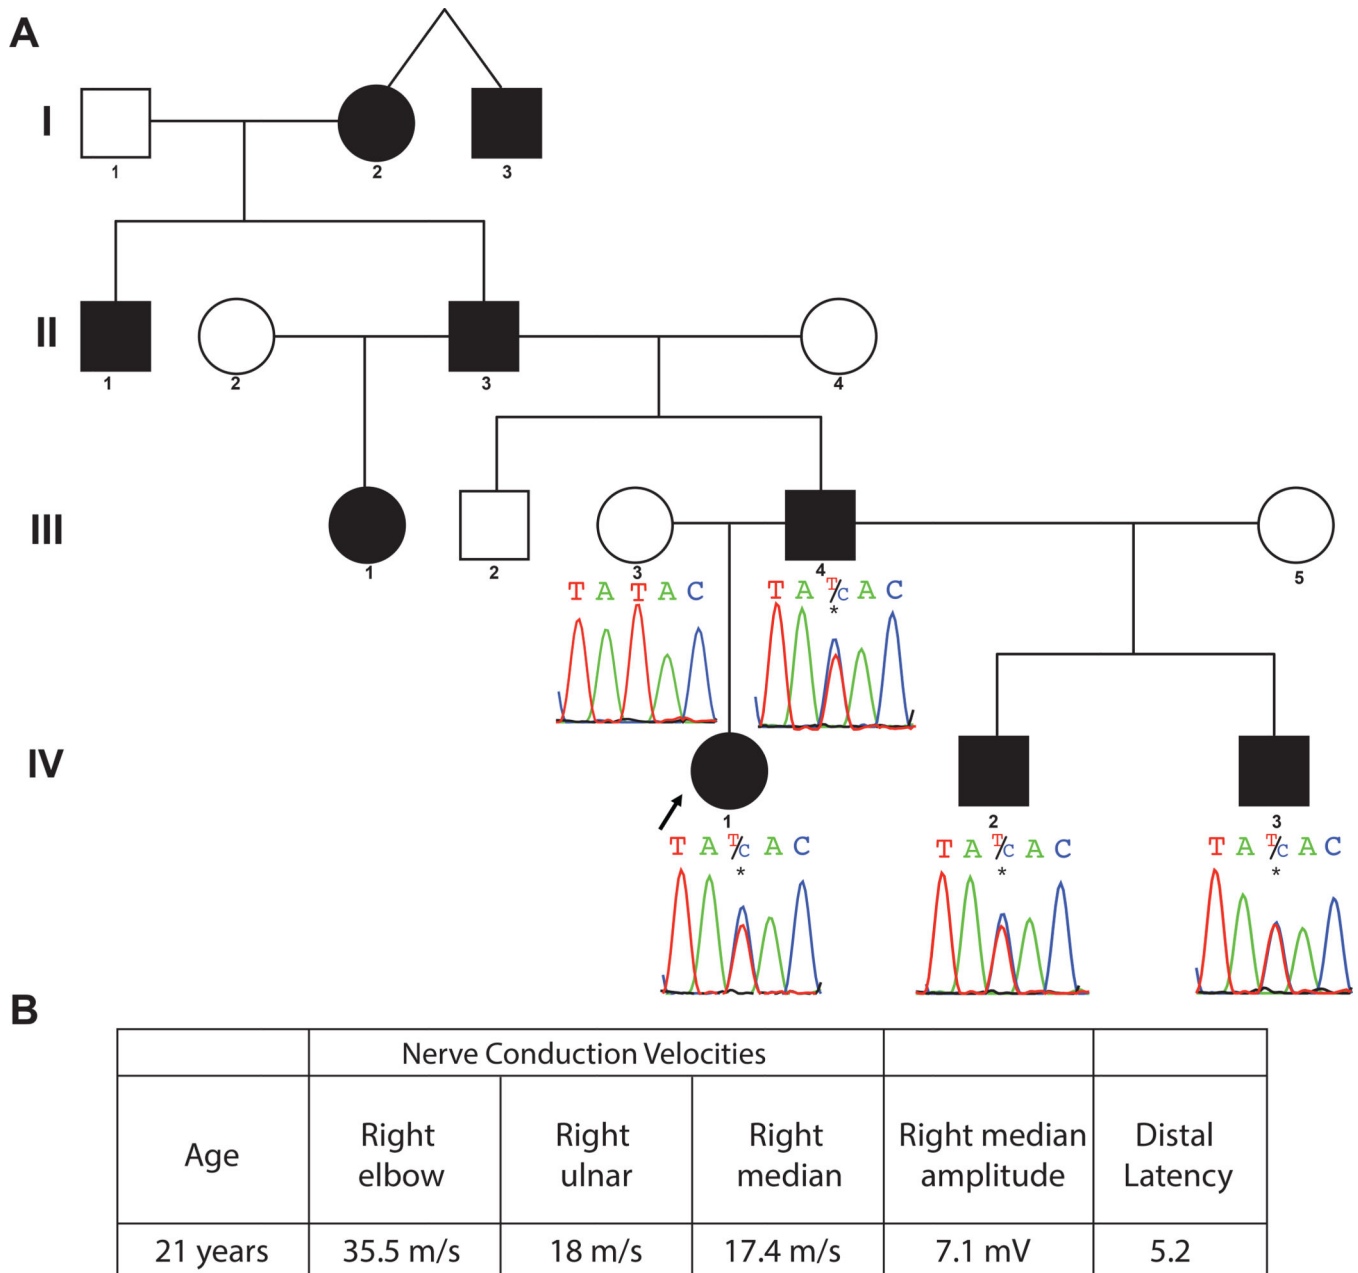 A
I
1
2
3
II
1
2
3
4
III
1
2
3
4
5
T A T A C
T A T/C A C
*
IV
1
2
3
T A T/C A C
*
T A T/C A C
*
T A T/C A C
*
B
Nerve Conduction Velocities
Age
Right elbow
Right ulnar
Right median
Right median amplitude
Distal Latency
21 years
35.5 m/s
18 m/s
17.4 m/s
7.1 mV
5.2